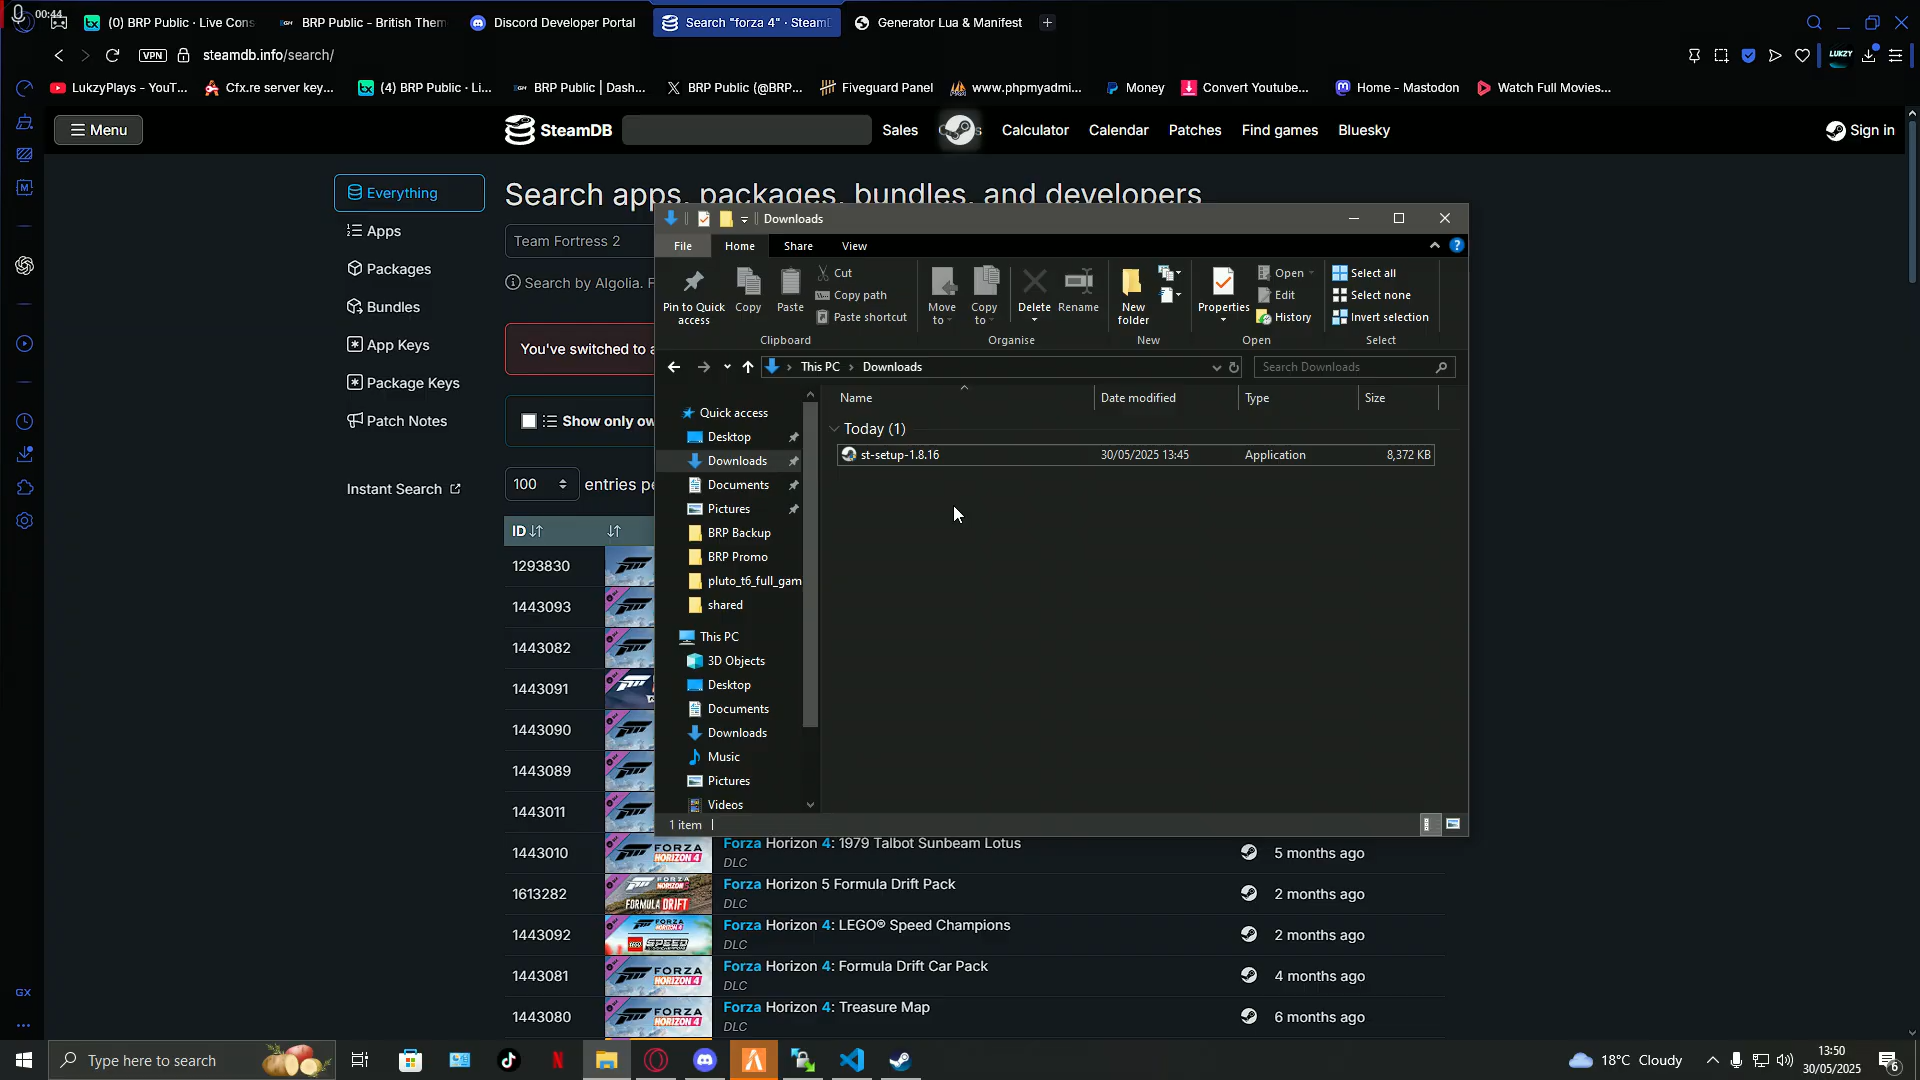 00:44
(0) BRP Public · Live Cons
BRP Public - British Them
Discord Developer Portal
Search "forza 4" · SteamD
Generator Lua & Manifest
VPN
steamdb.info/search/
LUKZY
LukzyPlays - YouT...
Cfx.re server key...
(4) BRP Public · Li...
BRP Public | Dash...
BRP Public (@BRP...
Fiveguard Panel
www.phpmyadmi...
Money
Convert Youtube...
Home - Mastodon
Watch Full Movies...
Menu
SteamDB
Sales
Calculator
Calendar
Patches
Find games
Bluesky
Sign in
Everything
Apps
Packages
Bundles
App Keys
Package Keys
Patch Notes
Instant Search
Search apps, packages, bundles, and developers
Team Fortress 2
Search by Algolia. F
You've switched to a
Show only ow
100
entries pe
ID
1293830
1443093
1443082
1443091
1443090
1443089
1443011
1443010
Forza Horizon 4: 1979 Talbot Sunbeam Lotus
DLC
5 months ago
1613282
Forza Horizon 5 Formula Drift Pack
DLC
2 months ago
1443092
Forza Horizon 4: LEGO® Speed Champions
DLC
2 months ago
1443081
Forza Horizon 4: Formula Drift Car Pack
DLC
4 months ago
1443080
Forza Horizon 4: Treasure Map
DLC
6 months ago
Downloads
File
Home
Share
View
Pin to Quick access
Copy
Paste
Cut
Copy path
Paste shortcut
Clipboard
Move to
Copy to
Delete
Rename
Organise
New folder
New
Properties
Open
Edit
History
Open
Select all
Select none
Invert selection
Select
This PC
Downloads
Search Downloads
Name
Date modified
Type
Size
Today (1)
st-setup-1.8.16
30/05/2025 13:45
Application
8,372 KB
Quick access
Desktop
Downloads
Documents
Pictures
BRP Backup
BRP Promo
pluto_t6_full_gam
shared
This PC
3D Objects
Desktop
Documents
Downloads
Music
Pictures
Videos
1 item
GX
Type here to search
18°C Cloudy
13:50
30/05/2025
6